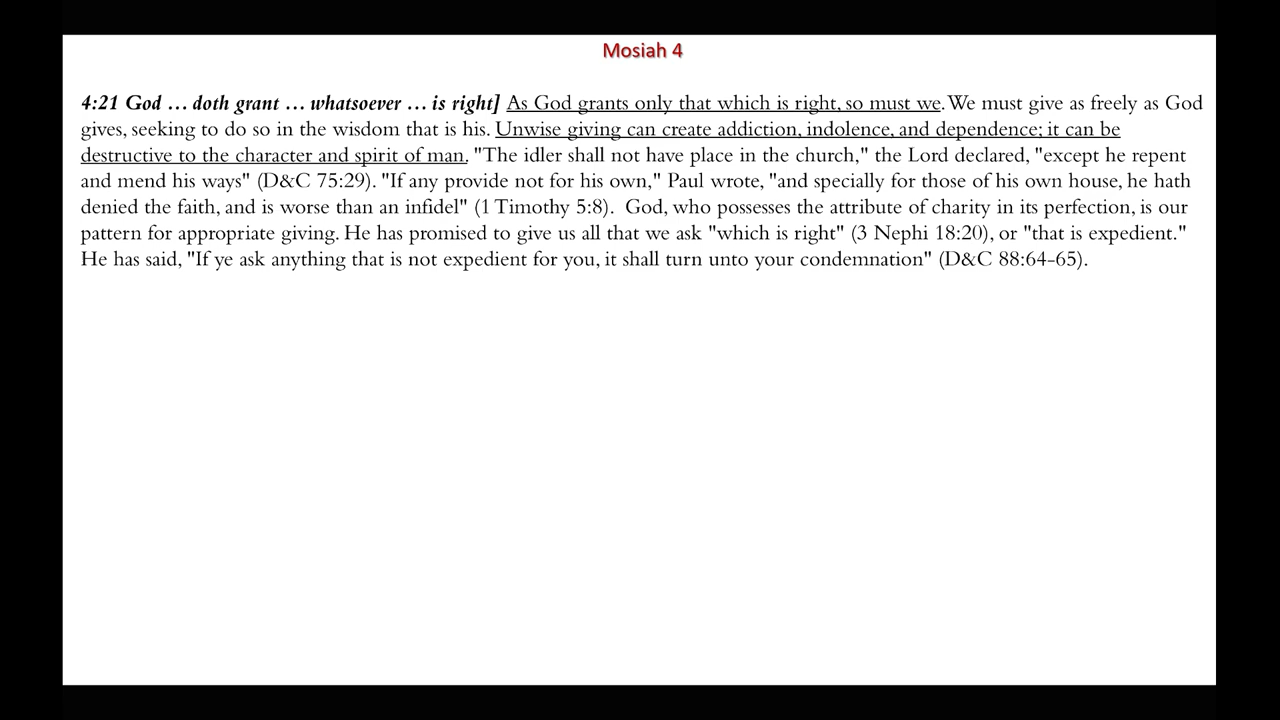 Mosiah 4
4:21 God … doth grant … whatsoever … is right] As God grants only that which is right, so must we. We must give as freely as God
gives, seeking to do so in the wisdom that is his. Unwise giving can create addiction, indolence, and dependence; it can be
destructive to the character and spirit of man. "The idler shall not have place in the church," the Lord declared, "except he repent
and mend his ways" (D&C 75:29). "If any provide not for his own," Paul wrote, "and specially for those of his own house, he hath
denied the faith, and is worse than an infidel" (1 Timothy 5:8).  God, who possesses the attribute of charity in its perfection, is our
pattern for appropriate giving. He has promised to give us all that we ask "which is right" (3 Nephi 18:20), or "that is expedient."
He has said, "If ye ask anything that is not expedient for you, it shall turn unto your condemnation" (D&C 88:64-65).